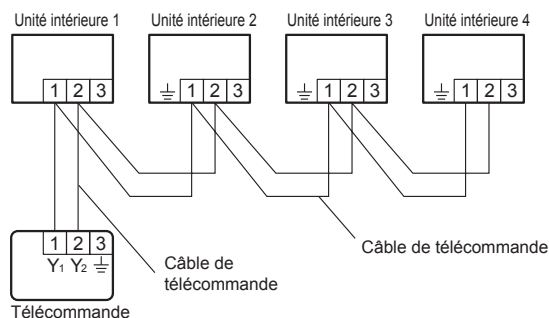 Unité intérieure 1 Unité intérieure 2 Unité intérieure 3 Unité intérieure 4
1 2 3 1 2 3 1 2 3 1 2 3
1 2 3
Y1 Y2
Câble de
télécommande
Câble de télécommande
Télécommande